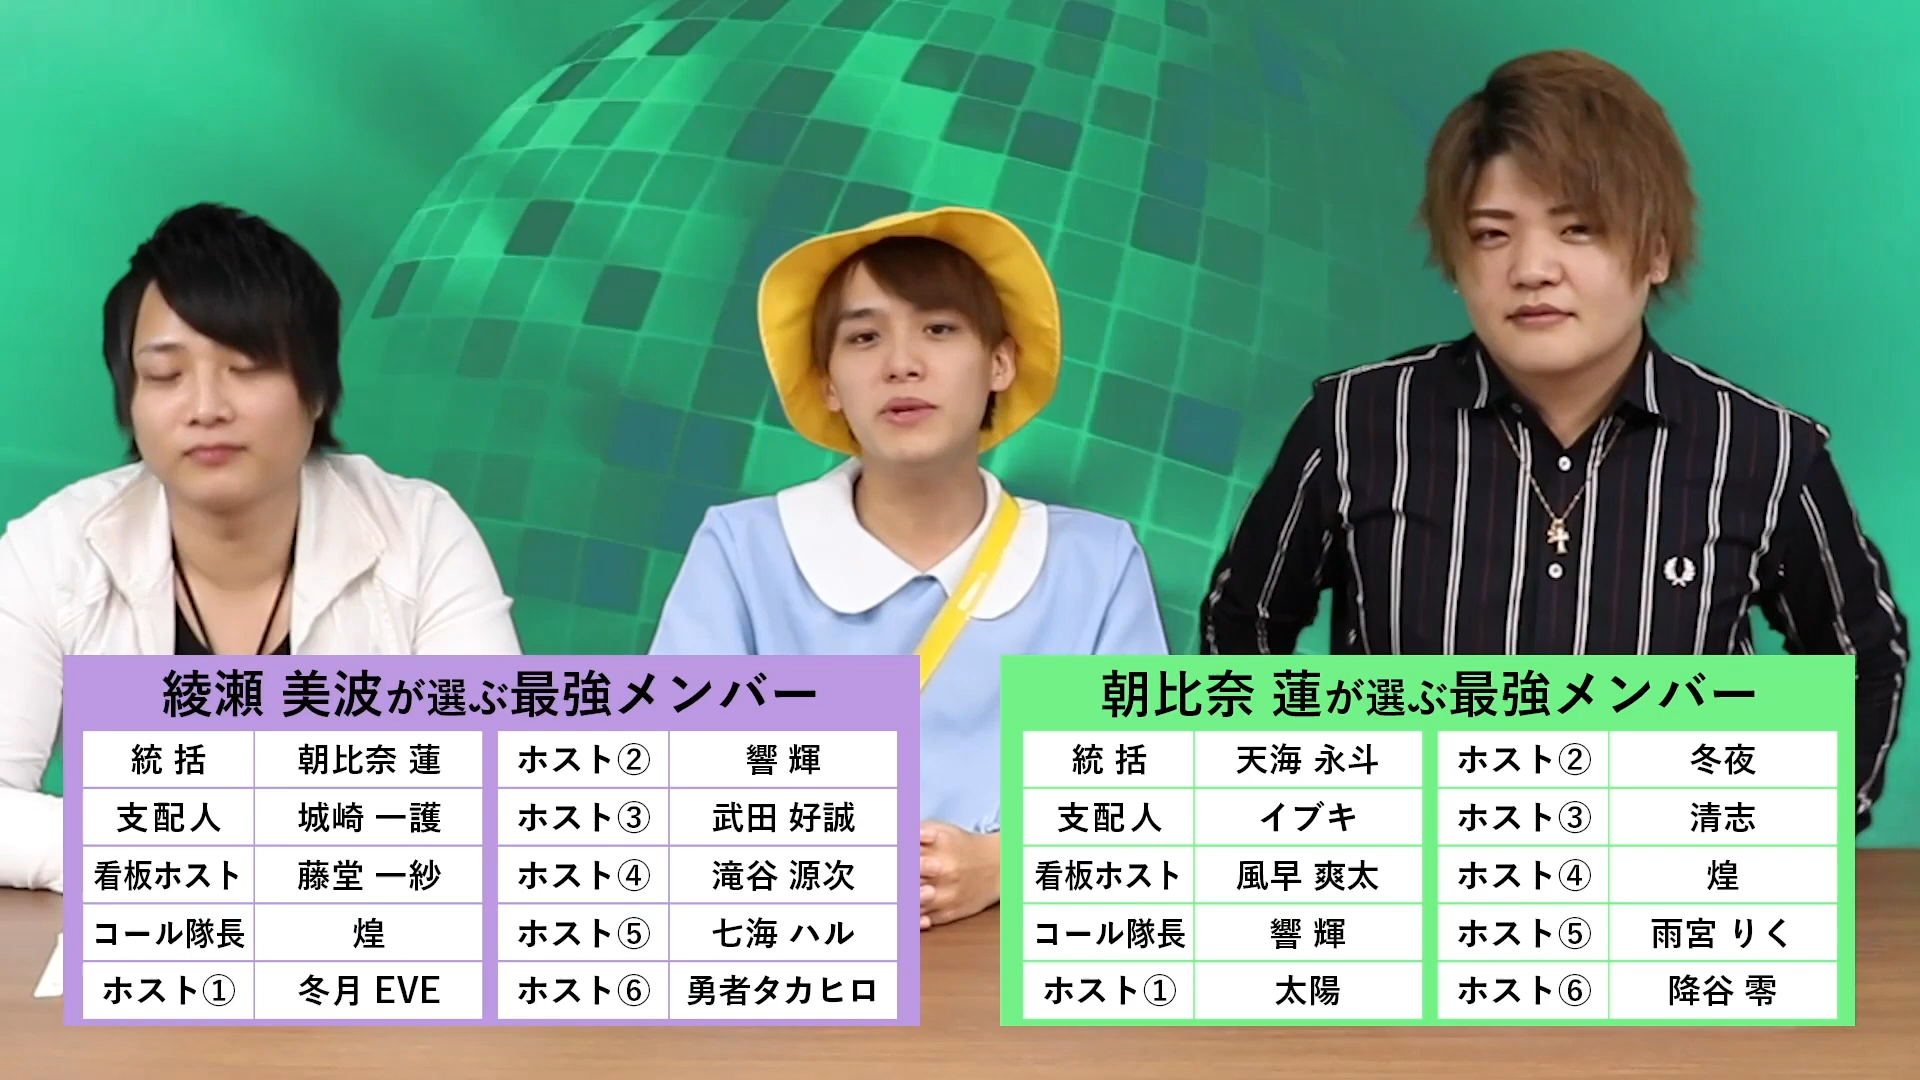 綾瀬 美波が選ぶ最強メンバー
統括 朝比奈 蓮 ホスト② 響 輝
支配人 城崎 一護 ホスト③ 武田 好誠
看板ホスト 藤堂 一紗 ホスト④ 滝谷 源次
コール隊長 煌 ホスト⑤ 七海 ハル
ホスト① 冬月 EVE ホスト⑥ 勇者タカヒロ
朝比奈 蓮が選ぶ最強メンバー
統括 天海 永斗 ホスト② 冬夜
支配人 イブキ ホスト③ 清志
看板ホスト 風早 爽太 ホスト④ 煌
コール隊長 響 輝 ホスト⑤ 雨宮 りく
ホスト① 太陽 ホスト⑥ 降谷 零